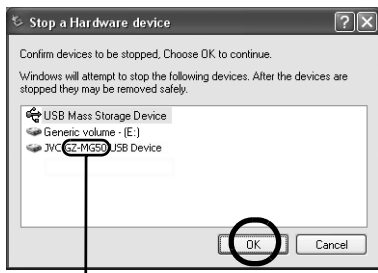 Stop a Hardware device
Confirm devices to be stopped, Choose OK to continue.
Windows will attempt to stop the following devices. After the devices are
stopped they may be removed safely.
USB Mass Storage Device
Generic volume - (E:)
JVC GZ-MG50 USB Device
OK
Cancel